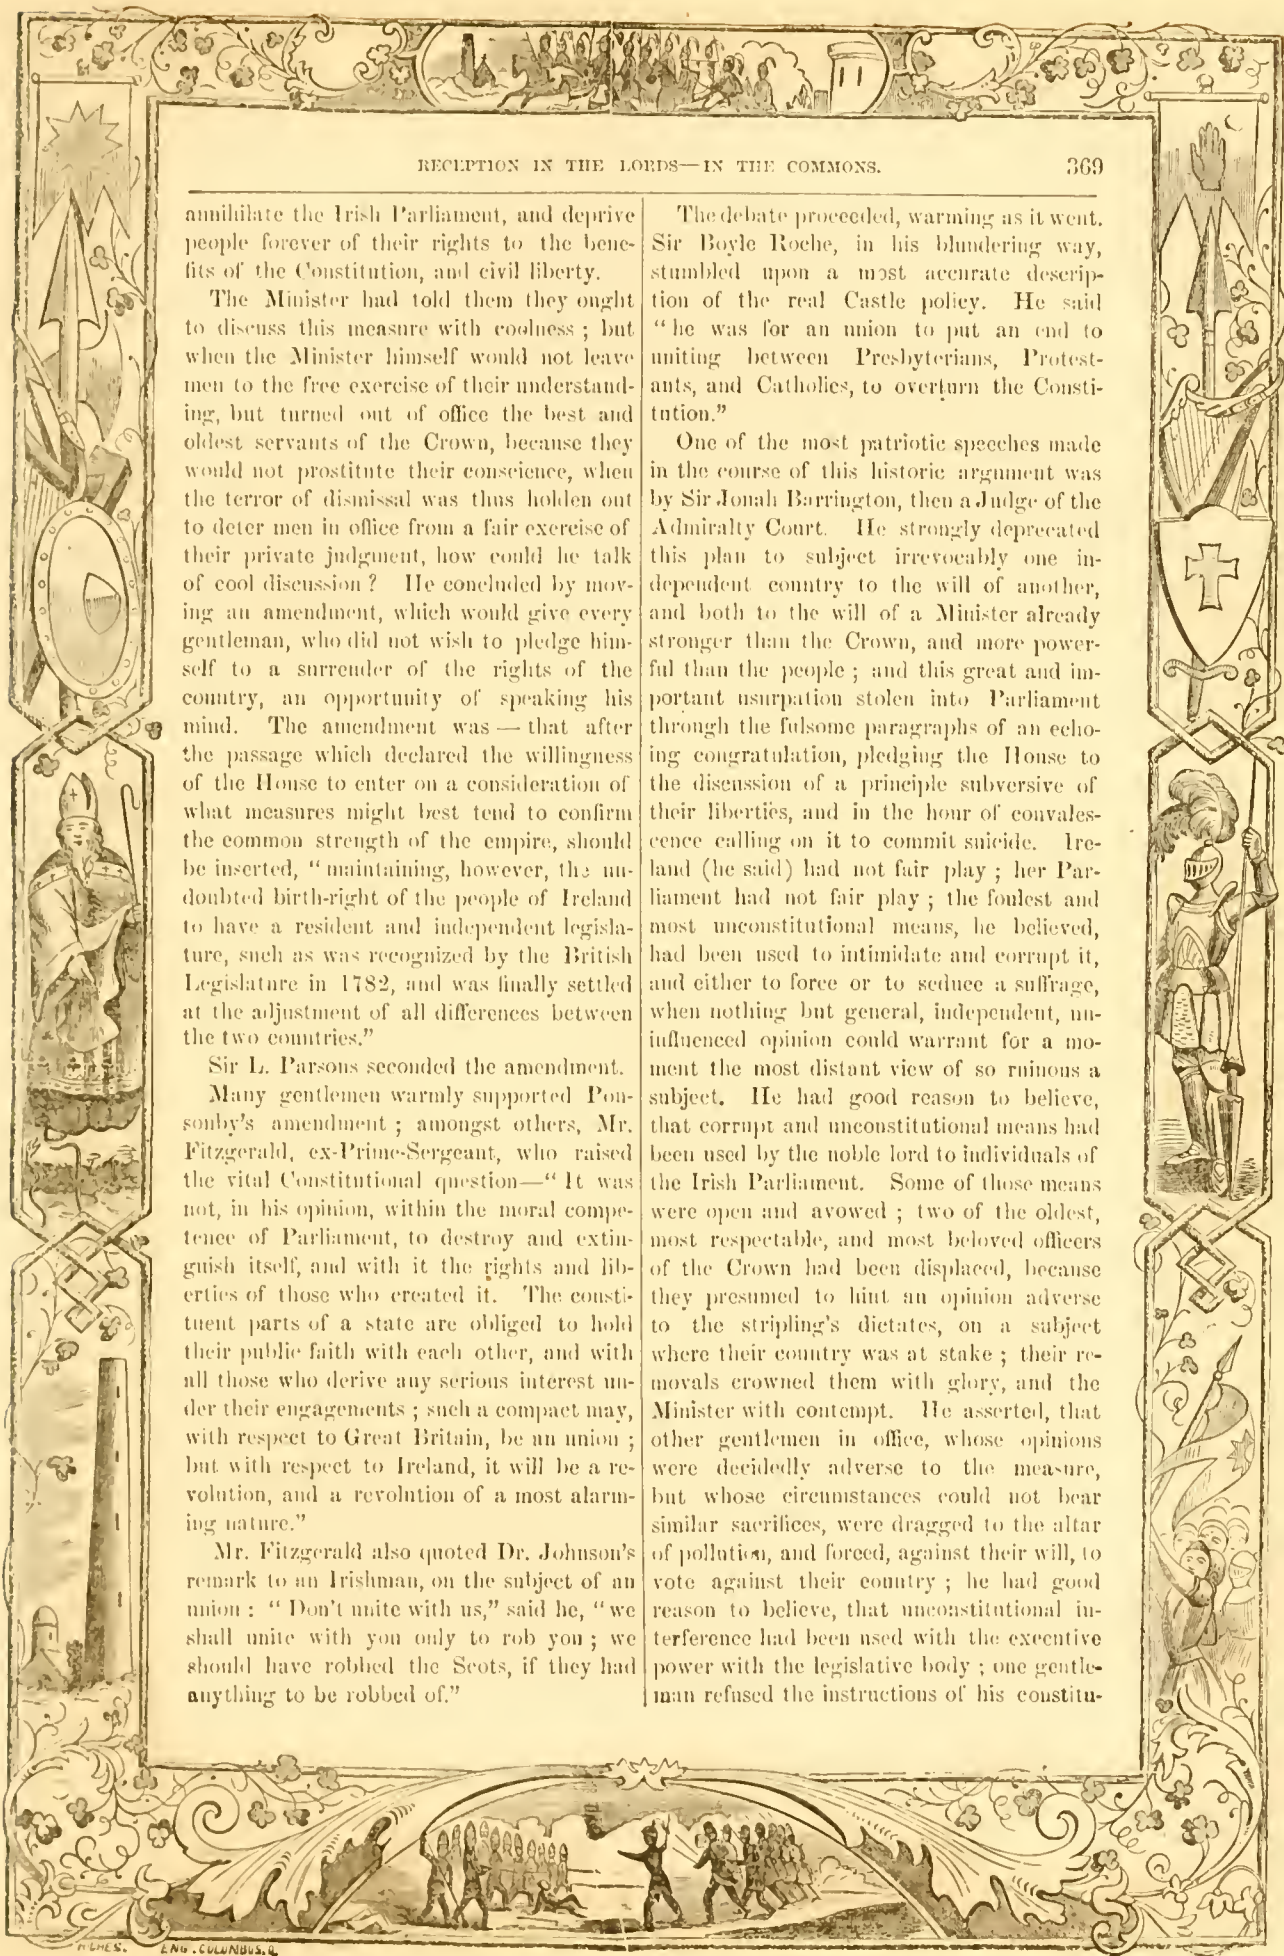 RECEPTION IN THE LORDS—IN THE COMMONS. 369
annihilate the Irish Parliament, and deprive
people forever of their rights to the bene-
fits of the Constitution, and civil liberty.
The Minister had told them they ought
to discuss this measure with coolness ; but
when the Minister himself would not leave
men to the free exercise of their understand-
ing, but turned out of office the best and
oldest servants of the Crown, because they
would not prostitute their conscience, when
the terror of dismissal was thus holden out
to deter men in office from a fair exercise of
their private judgment, how could he talk
of cool discussion ? He concluded by mov-
ing an amendment, which would give every
gentleman, who did not wish to pledge him-
self to a surrender of the rights of the
country, an opportunity of speaking his
mind. The amendment was — that after
the passage which declared the willingness
of the House to enter on a consideration of
what measures might best tend to confirm
the common strength of the empire, should
be inserted, “ maintaining, however, the un-
doubted birth-right of the people of Ireland
to have a resident and independent legisla-
ture, such as was recognized by the British
Legislature in 1782, and was finally settled
at the adjustment of all differences between
the two countries.”
Sir L. Parsons seconded the amendment.
Many gentlemen warmly supported Pon-
sonby’s amendment ; amongst others, Mr.
Fitzgerald, ex-Prime-Sergeant, who raised
the vital Constitutional question—“ It was
not, in his opinion, within the moral compe-
tence of Parliament, to destroy and extin-
guish itself, and with it the rights and lib-
erties of those who created it. The consti-
tuent parts of a state are obliged to hold
their public faith with each other, and with
all those who derive any serious interest un-
der their engagements ; such a compact may,
with respect to Great Britain, be an union ;
but with respect to Ireland, it will be a re-
volution, and a revolution of a most alarm-
ing nature.”
Mr. Fitzgerald also quoted Dr. Johnson’s
remark to an Irishman, on the subject of an
union : “ Don’t unite with us,” said he, “ we
shall unite with you only to rob you ; we
should have robbed the Scots, if they had
anything to be robbed of.”
The debate proceeded, warming as it went.
Sir Boyle Roche, in his blundering way,
stumbled upon a most accurate descrip-
tion of the real Castle policy. He said
“ he was for an union to put an end to
uniting between Presbyterians, Protest-
ants, and Catholics, to overturn the Consti-
tution.”
One of the most patriotic speeches made
in the course of this historic argument was
by Sir Jonah Barrington, then a Judge of the
Admiralty Court. He strongly deprecated
this plan to subject irrevocably one in-
dependent country to the will of another,
and both to the will of a Minister already
stronger than the Crown, and more power-
ful than the people ; and this great and im-
portant usurpation stolen into Parliament
through the fulsome paragraphs of an echo-
ing congratulation, pledging the House to
the discussion of a principle subversive of
their liberties, and in the hour of convales-
cence calling on it to commit suicide. Ire-
land (he said) had not fair play ; her Par-
liament had not fair play ; the foulest and
most unconstitutional means, he believed,
had been used to intimidate and corrupt it,
and either to force or to seduce a suffrage,
when nothing but general, independent, un-
influenced opinion could warrant for a mo-
ment the most distant view of so ruinous a
subject. He had good reason to believe,
that corrupt and unconstitutional means had
been used by the noble lord to individuals of
the Irish Parliament. Some of those means
were open and avowed ; two of the oldest,
most respectable, and most beloved officers
of the Crown had been displaced, because
they presumed to hint an opinion adverse
to the stripling’s dictates, on a subject
where their country was at stake ; their re-
movals crowned them with glory, and the
Minister with contempt. He asserted, that
other gentlemen in office, whose opinions
were decidedly adverse to the measure,
but whose circumstances could not bear
similar sacrifices, were dragged to the altar
of pollution, and forced, against their will, to
vote against their country ; he had good
reason to believe, that unconstitutional in-
terference had been used with the executive
power with the legislative body ; one gentle-
man refused the instructions of his constitu-
ENG. COLUMBUS. O.